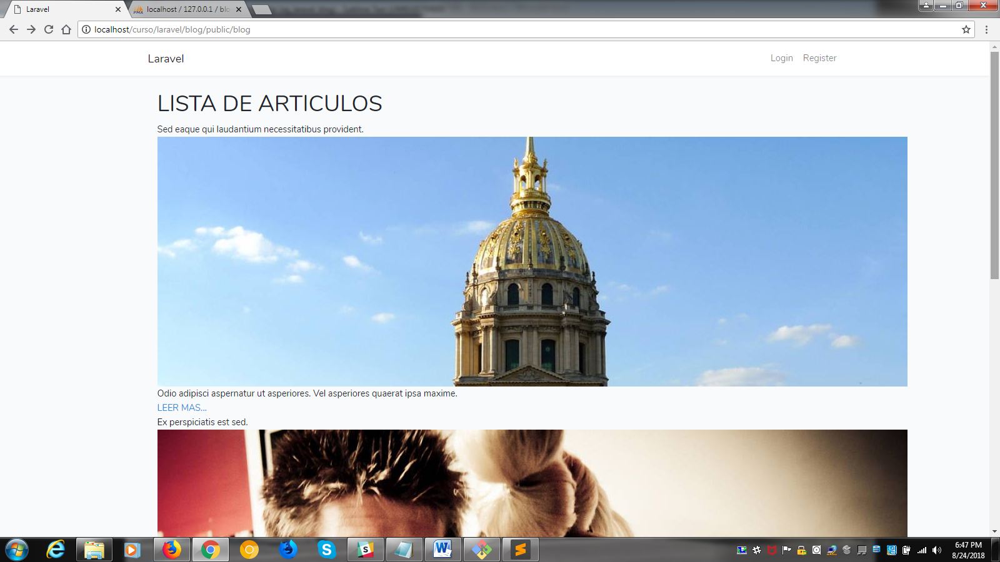 Laravel
localhost / 127.0.0.1 / blo
localhost/curso/laravel/blog/public/blog
Laravel
Login
Register
LISTA DE ARTICULOS
Sed eaque qui laudantium necessitatibus provident.
Odio adipisci aspernatur ut asperiores. Vel asperiores quaerat ipsa maxime.
LEER MAS...
Ex perspiciatis est sed.
6:47 PM
8/24/2018